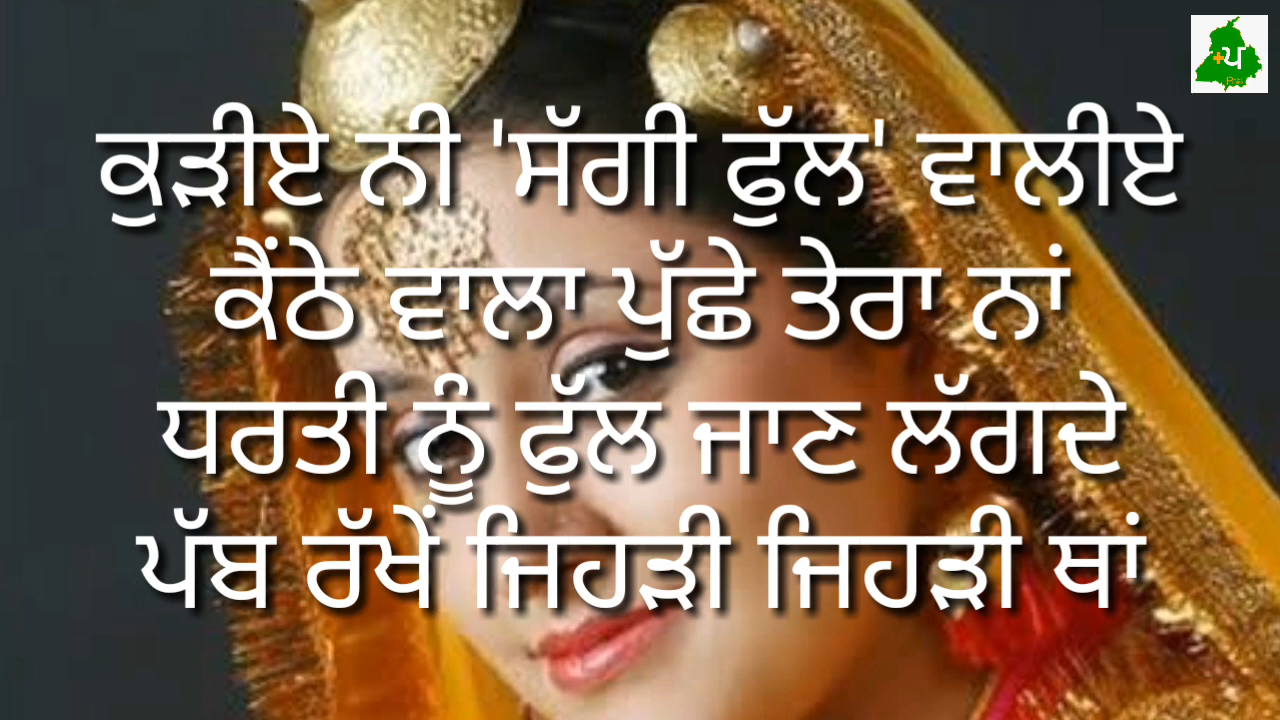 ਕੁੜੀਏ ਨੀ 'ਸੱਗੀ ਫੁੱਲ' ਵਾਲੀਏ
ਕੈਂਠੇ ਵਾਲਾ ਪੁੱਛੇ ਤੇਰਾ ਨਾਂ
ਧਰਤੀ ਨੂੰ ਫੁੱਲ ਜਾਣ ਲੱਗਦੇ
ਪੱਬ ਰੱਖੇਂ ਜਿਹੜੀ ਜਿਹੜੀ ਥਾਂ
+ਪ